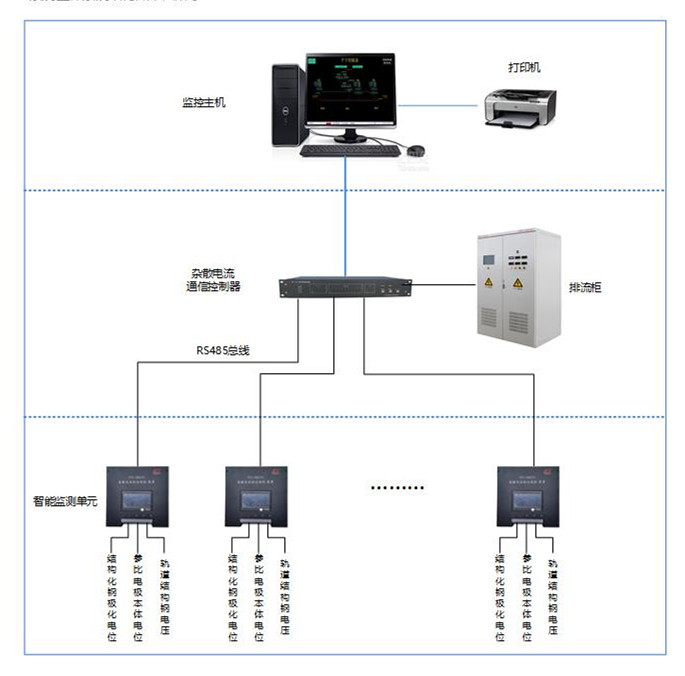 监控主机
打印机
杂散电流
通信控制器
排流柜
RS485总线
智能监测单元
结构化钢极化电位
参比电极本体电位
轨道结构钢电压
结构化钢极化电位
参比电极本体电位
轨道结构钢电压
结构化钢极化电位
参比电极本体电位
轨道结构钢电压